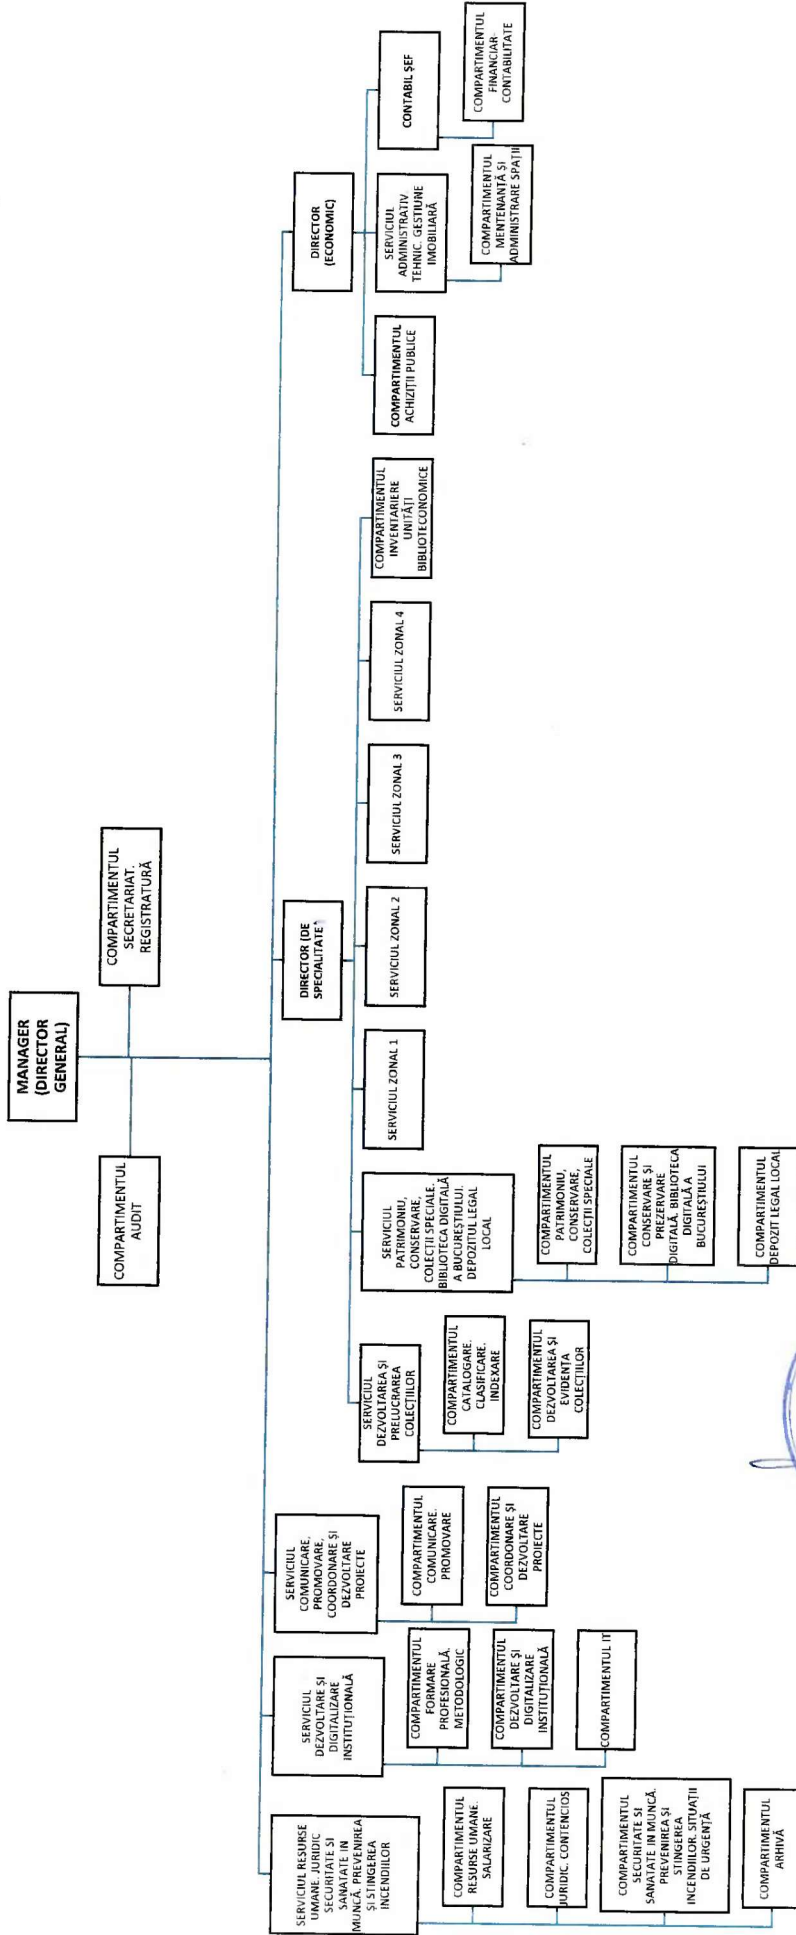 MANAGER
(DIRECTOR
GENERAL)
COMPARTIMENTUL
AUDIT
COMPARTIMENTUL
SECRETARIAT.
REGISTRATURĂ
SERVICIUL RESURSE
UMANE. JURIDIC
SECURITATE SI
SANATATE IN
MUNCĂ. PREVENIREA
ȘI STINGEREA
INCENDIILOR
COMPARTIMENTUL
RESURSE UMANE.
SALARIZARE
COMPARTIMENTUL
JURIDIC. CONTENCIOS
COMPARTIMENTUL
SECURITATE SI
SANATATE IN MUNCĂ.
PREVENIREA ȘI
STINGEREA
INCENDIILOR. SITUAȚII
DE URGENȚĂ
COMPARTIMENTUL
ARHIVĂ
SERVICIUL
DEZVOLTARE ȘI
DIGITALIZARE
INSTITUȚIONALĂ
COMPARTIMENTUL
FORMARE
PROFESIONALĂ.
METODOLOGIC
COMPARTIMENTUL
DEZVOLTARE ȘI
DIGITALIZARE
INSTITUȚIONALĂ
COMPARTIMENTUL IT
SERVICIUL
COMUNICARE,
PROMOVARE,
COORDONARE ȘI
DEZVOLTARE
PROIECTE
COMPARTIMENTUL
COMUNICARE.
PROMOVARE
COMPARTIMENTUL
COORDONARE ȘI
DEZVOLTARE
PROIECTE
DIRECTOR (DE
SPECIALITATE)
SERVICIUL
DEZVOLTAREA ȘI
PRELUCRAREA
COLECȚIILOR
COMPARTIMENTUL
CATALOGARE.
CLASIFICARE.
INDEXARE
COMPARTIMENTUL
DEZVOLTAREA ȘI
EVIDENȚA
COLECȚIILOR
SERVICIUL
PATRIMONIU,
CONSERVARE,
COLECȚII SPECIALE.
BIBLIOTECA DIGITALĂ
A BUCUREȘTIULUI.
DEPOZITUL LEGAL
LOCAL
COMPARTIMENTUL
PATRIMONIU,
CONSERVARE,
COLECȚII SPECIALE
COMPARTIMENTUL
CONSERVARE ȘI
PREZERVARE
DIGITALĂ. BIBLIOTECA
DIGITALĂ A
BUCUREȘTIULUI
COMPARTIMENTUL
DEPOZIT LEGAL LOCAL
SERVICIUL ZONAL 1
SERVICIUL ZONAL 2
SERVICIUL ZONAL 3
SERVICIUL ZONAL 4
COMPARTIMENTUL
INVENTARIERE
UNITĂȚI
BIBLIOTECONOMICE
DIRECTOR
(ECONOMIC)
COMPARTIMENTUL
ACHIZIȚII PUBLICE
SERVICIUL
ADMINISTRATIV
TEHNIC. GESTIUNE
IMOBILIARĂ
COMPARTIMENTUL
MENTENANTĂ ȘI
ADMINISTRARE SPAȚII
CONTABIL ȘEF
COMPARTIMENTUL
FINANCIAR-
CONTABILITATE